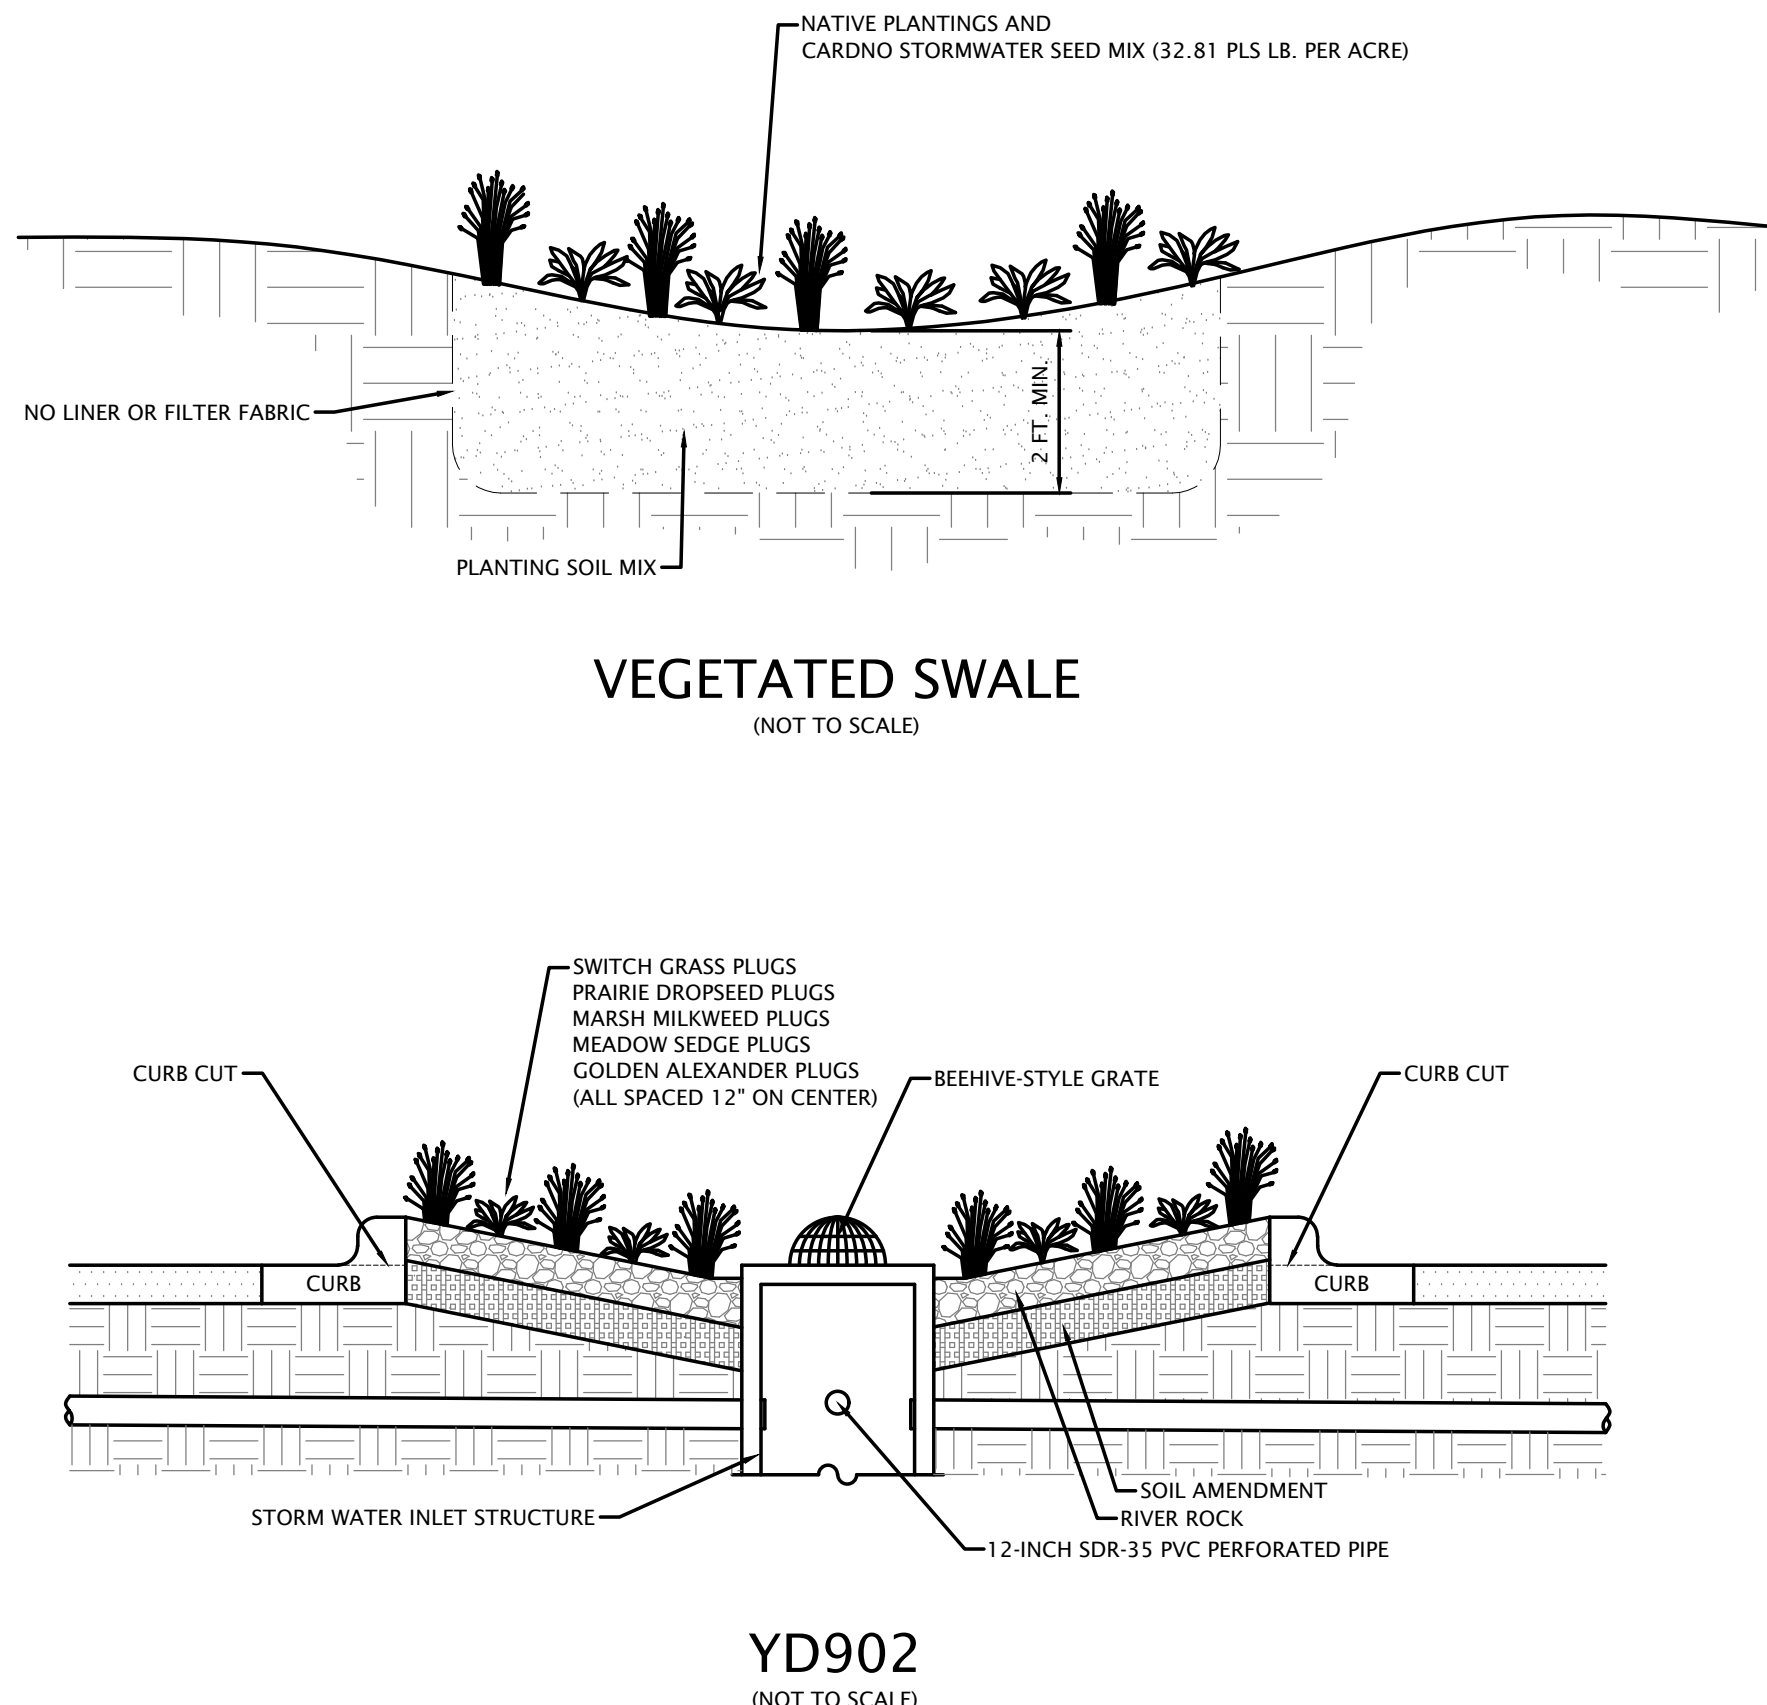 NATIVE PLANTINGS AND
CARDNO STORMWATER SEED MIX (32.81 PLS LB. PER ACRE)
NO LINER OR FILTER FABRIC
2 FT. MIN.
PLANTING SOIL MIX
VEGETATED SWALE
(NOT TO SCALE)
SWITCH GRASS PLUGS
PRAIRIE DROPSEED PLUGS
MARSH MILKWEED PLUGS
MEADOW SEDGE PLUGS
GOLDEN ALEXANDER PLUGS
(ALL SPACED 12" ON CENTER)
CURB CUT
BEEHIVE-STYLE GRATE
CURB CUT
CURB
CURB
SOIL AMENDMENT
RIVER ROCK
STORM WATER INLET STRUCTURE
12-INCH SDR-35 PVC PERFORATED PIPE
YD902
(NOT TO SCALE)